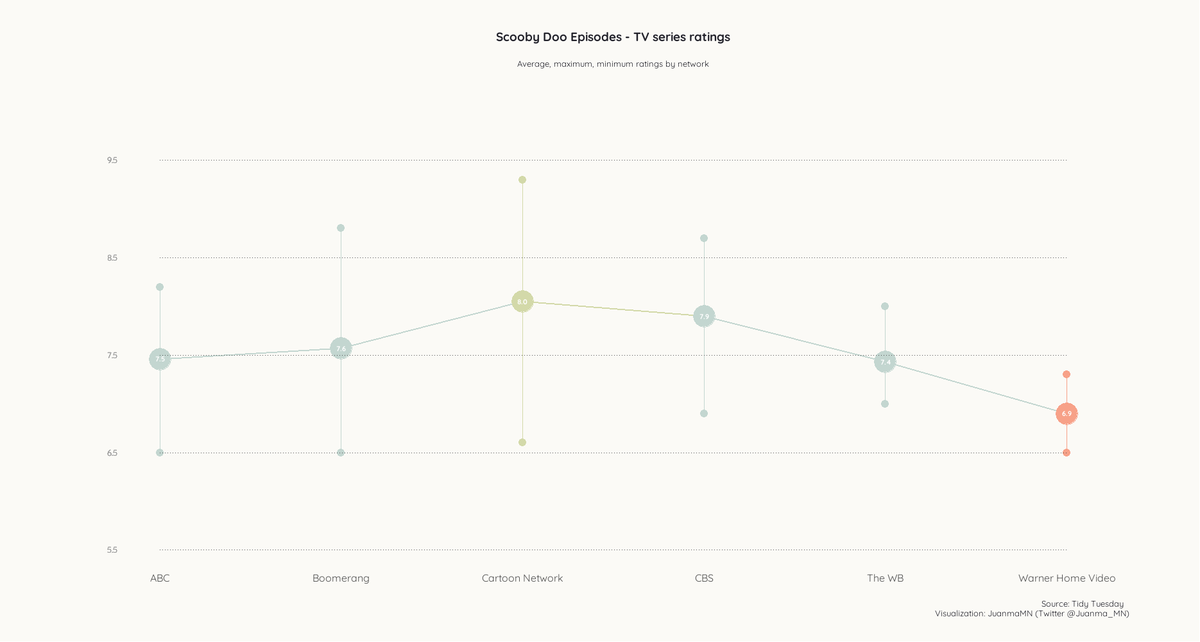 Scooby Doo Episodes - TV series ratings
Average, maximum, minimum ratings by network
9.5
8.5
8.0
7.9
7.6
7.5
7.5
7.4
6.9
6.5
5.5
ABC
Boomerang
Cartoon Network
CBS
The WB
Warner Home Video
Source: Tidy Tuesday
Visualization: JuanmaMN (Twitter @Juanma_MN)